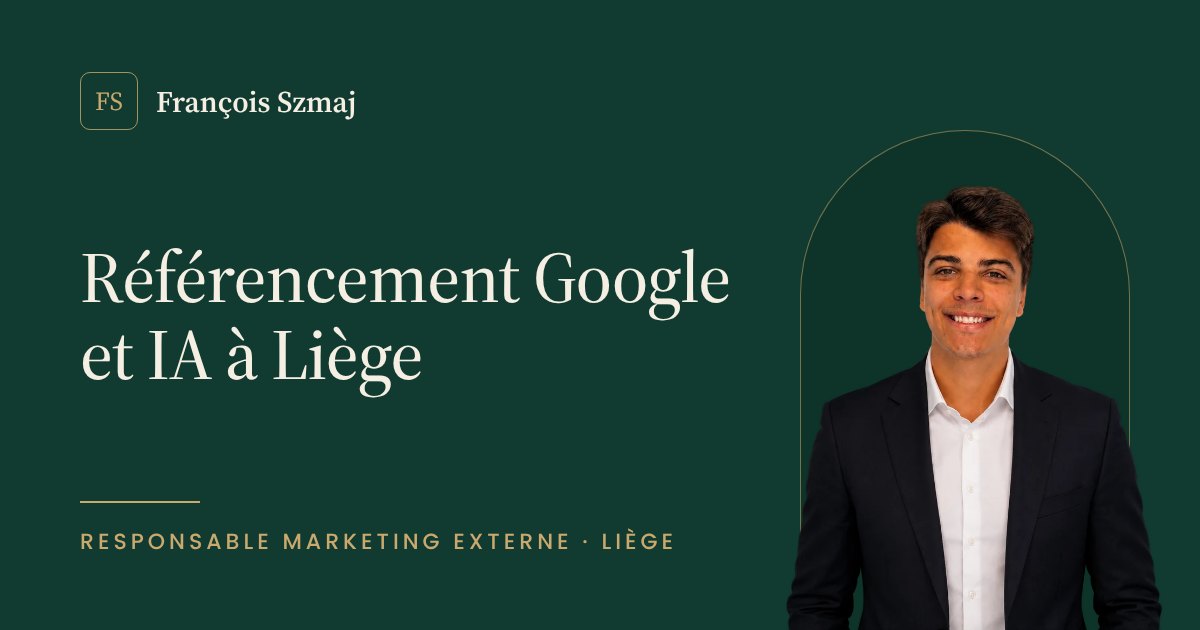 FS
François Szmaj
Référencement Google
et IA à Liège
RESPONSABLE MARKETING EXTERNE · LIÈGE